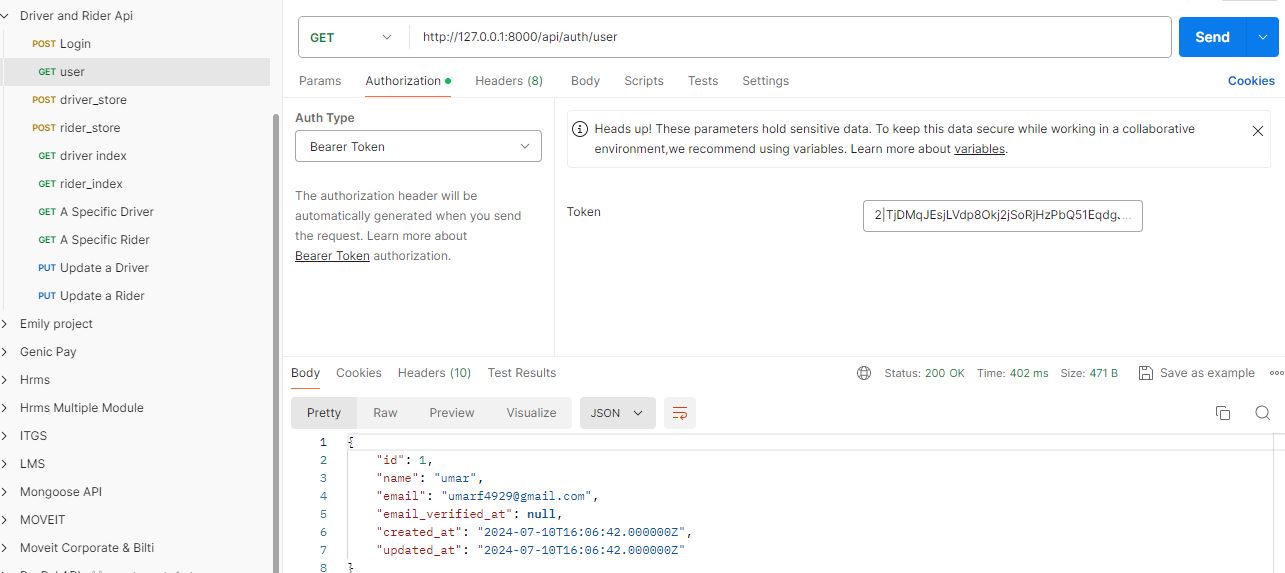 Driver and Rider Api
POST Login
GET user
POST driver_store
POST rider_store
GET driver index
GET rider_index
GET A Specific Driver
GET A Specific Rider
PUT Update a Driver
PUT Update a Rider
Emily project
Genic Pay
Hrms
Hrms Multiple Module
ITGS
LMS
Mongoose API
MOVEIT
Moveit Corporate & Bilti
GET http://127.0.0.1:8000/api/auth/user Send
Params Authorization Headers (8) Body Scripts Tests Settings Cookies
Auth Type
Bearer Token
The authorization header will be
automatically generated when you send
the request. Learn more about
Bearer Token authorization.
Heads up! These parameters hold sensitive data. To keep this data secure while working in a collaborative
environment,we recommend using variables. Learn more about variables.
Token 2|TjDMqJEsjLVdp8Okj2jSoRjHzPbQ51Eqdg...
Body Cookies Headers (10) Test Results Status: 200 OK Time: 402 ms Size: 471 B Save as example
Pretty Raw Preview Visualize JSON
1 {
2 "id": 1,
3 "name": "umar",
4 "email": "umarf4929@gmail.com",
5 "email_verified_at": null,
6 "created_at": "2024-07-10T16:06:42.000000Z",
7 "updated_at": "2024-07-10T16:06:42.000000Z"
8 }